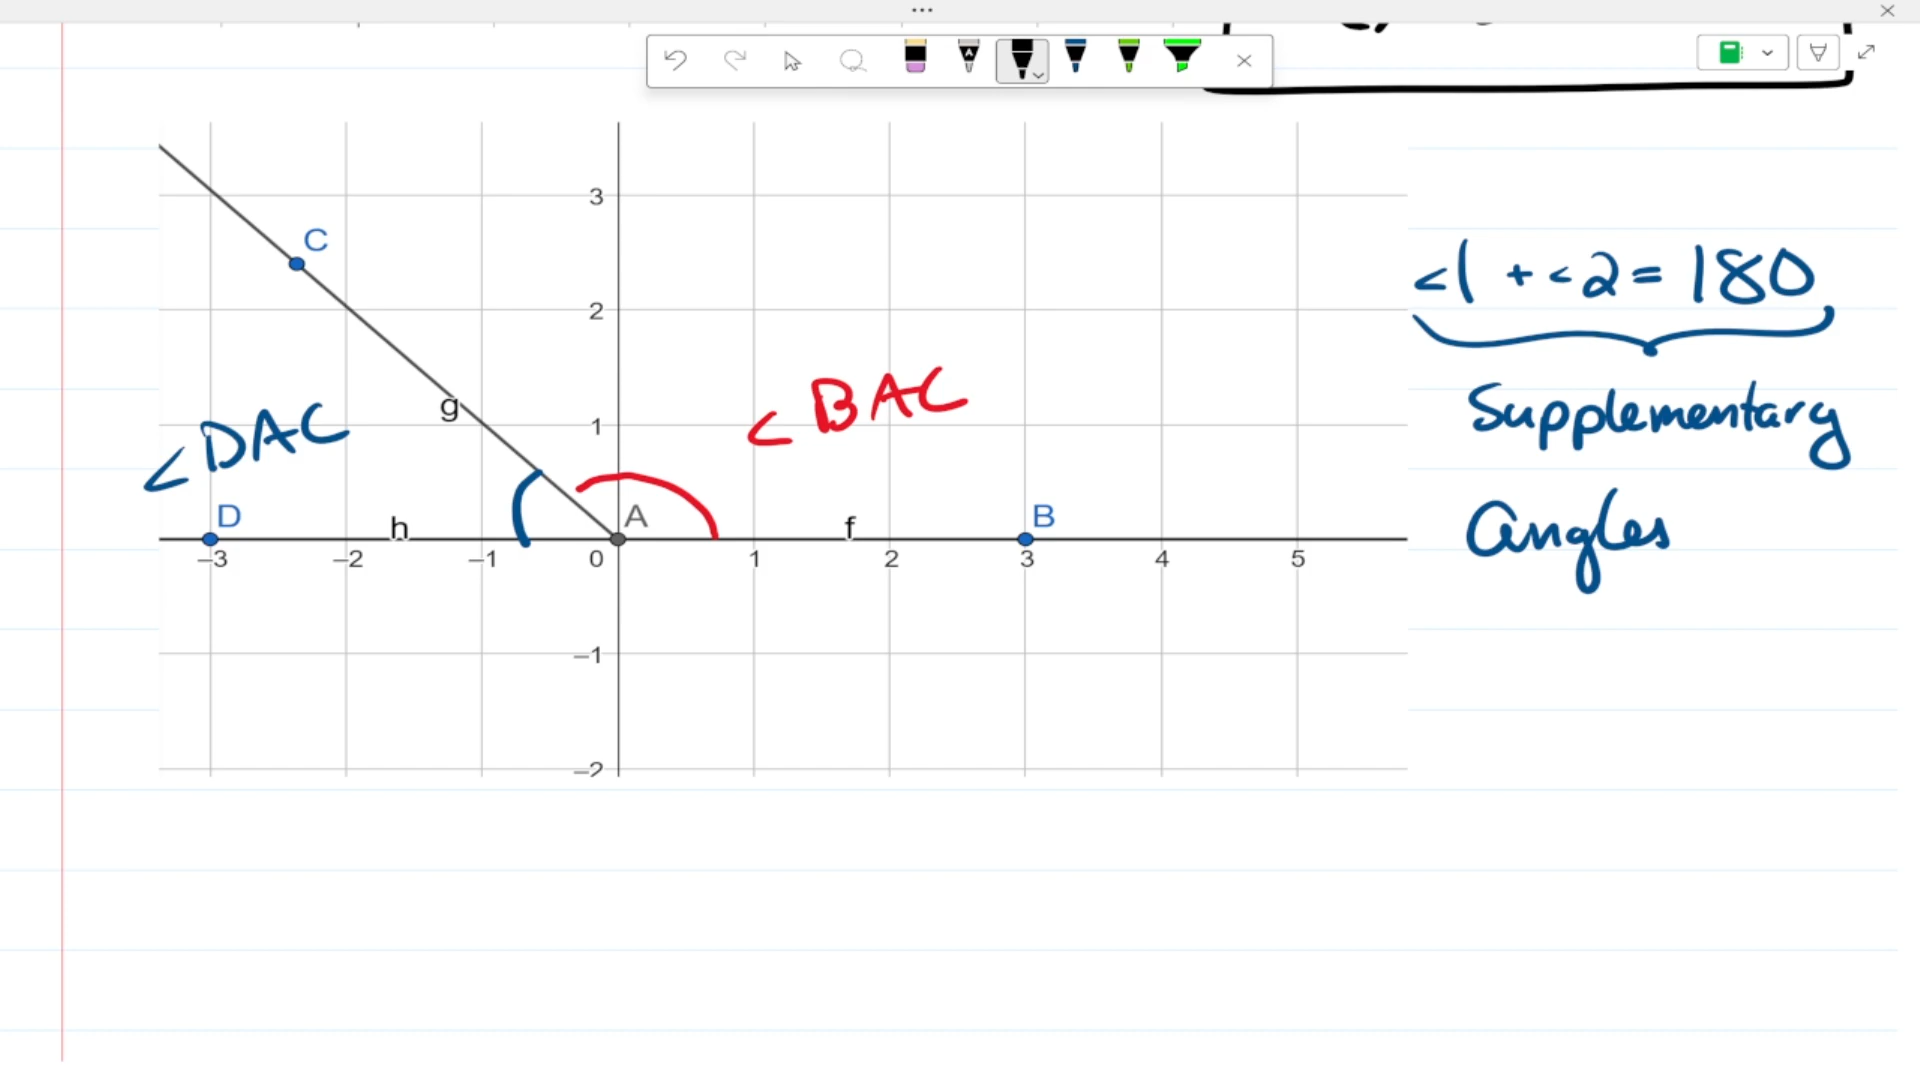 3
C
<1 + <2 = 180
2
< BAC
Supplementary
g
1
< DAC
angles
D
h
A
f
B
–3
–2
–1
0
1
2
3
4
5
–1
–2